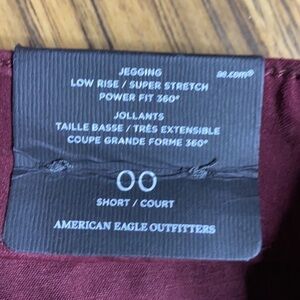 JEGGING
ae.com®
LOW RISE / SUPER STRETCH
POWER FIT 360°
JOLLANTS
TAILLE BASSE / TRÈS EXTENSIBLE
COUPE GRANDE FORME 360°
00
SHORT / COURT
AMERICAN EAGLE OUTFITTERS